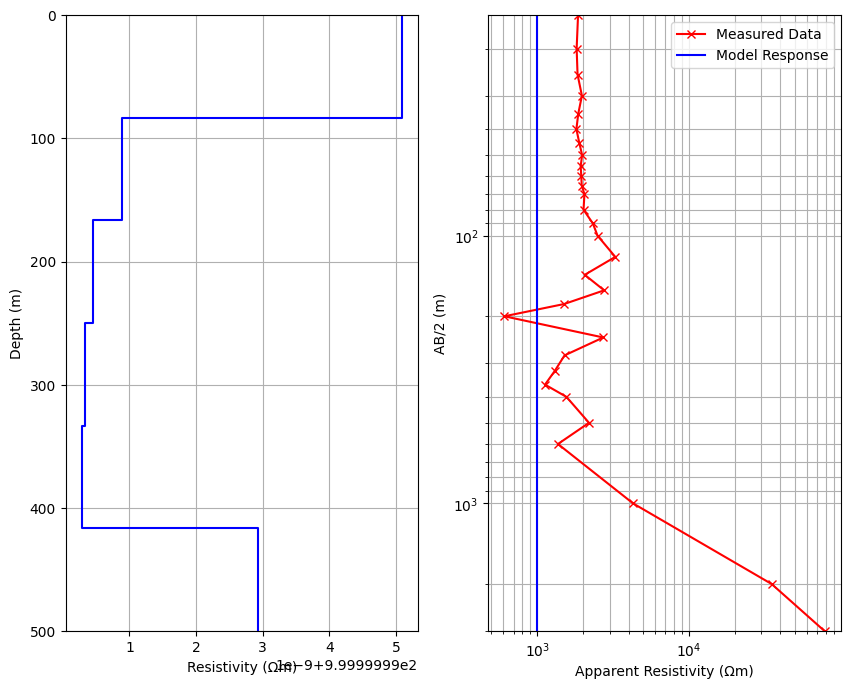 0
100
200
300
400
500
Depth (m)
1
2
3
4
5
Resistivity (Ωm)
1e−9+9.9999999e2
Measured Data
Model Response
10²
10³
AB/2 (m)
10³
10⁴
Apparent Resistivity (Ωm)